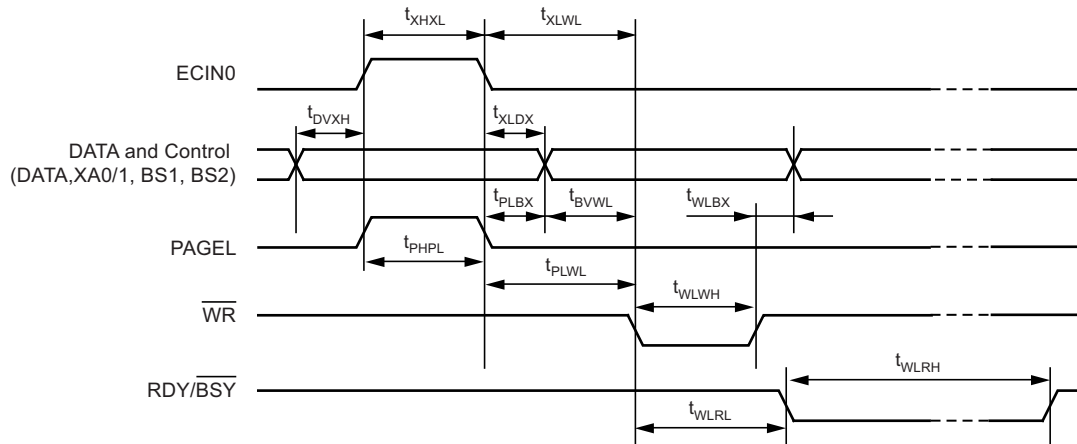 tXHXL tXLWL
ECIN0
tDVXH tXLDX
DATA and Control
(DATA,XA0/1, BS1, BS2)
tPLBX tBVWL tWLBX
PAGEL
tPHPL
tPLWL
tWLWH
WR
tWLRH
RDY/BSY
tWLRL